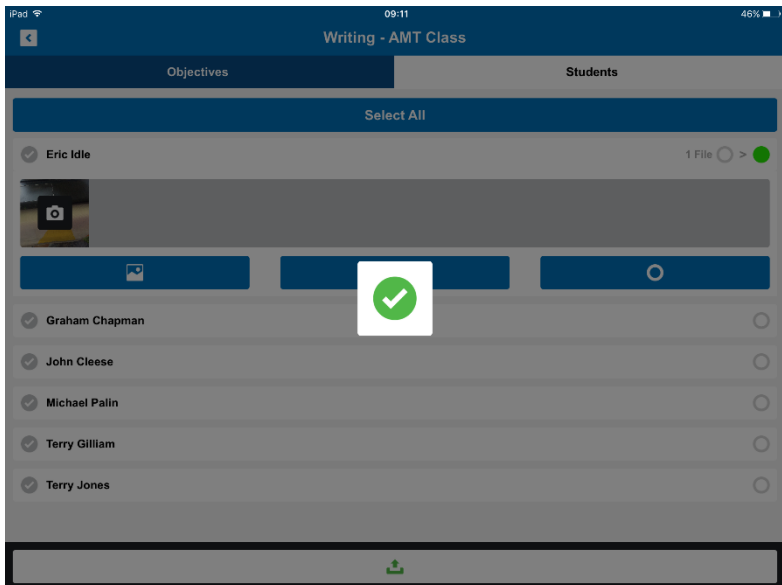 iPad 09:11 46%
Writing - AMT Class
Objectives Students
Select All
Eric Idle 1 File >
Graham Chapman
John Cleese
Michael Palin
Terry Gilliam
Terry Jones